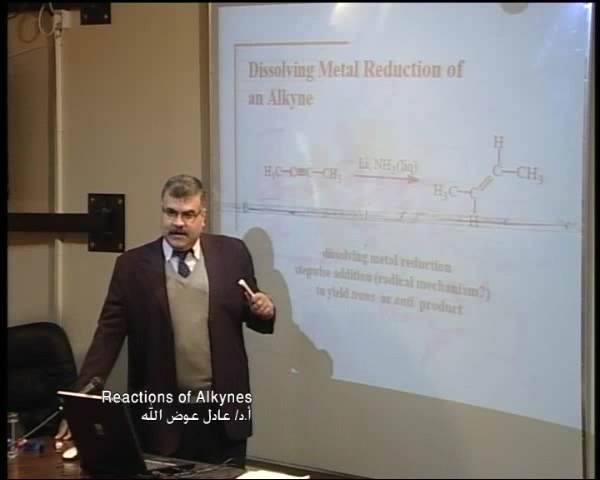 Dissolving Metal Reduction of
an Alkyne
H₃C—C≡C—CH₃
Li, NH₃(liq)
H
C—CH₃
H₃C—C
H
dissolving metal reduction
stepwise addition (radical mechanism?)
to yield trans or anti product
Reactions of Alkynes
أ.د/ عادل عوض الله